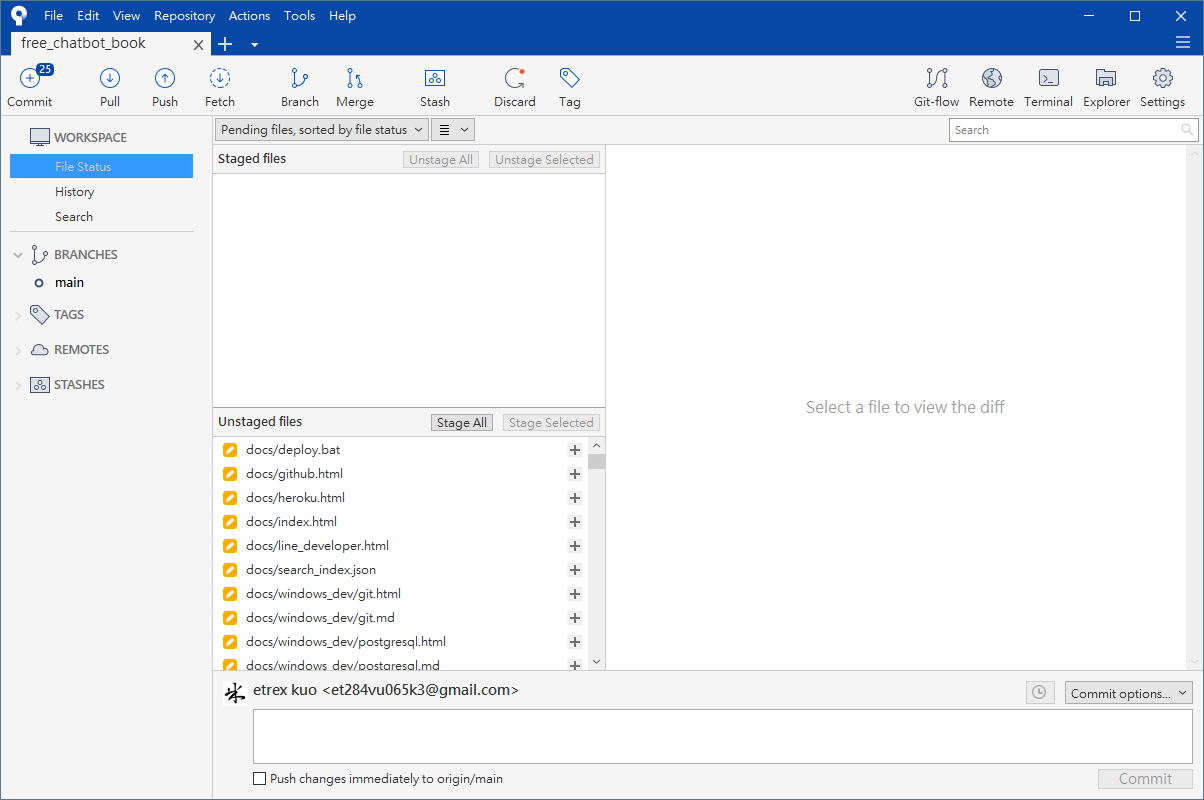 File Edit View Repository Actions Tools Help
free_chatbot_book
25
Commit Pull Push Fetch Branch Merge Stash Discard Tag Git-flow Remote Terminal Explorer Settings
WORKSPACE
File Status
History
Search
BRANCHES
main
TAGS
REMOTES
STASHES
Pending files, sorted by file status
Search
Staged files Unstage All Unstage Selected
Unstaged files Stage All Stage Selected
docs/deploy.bat
docs/github.html
docs/heroku.html
docs/index.html
docs/line_developer.html
docs/search_index.json
docs/windows_dev/git.html
docs/windows_dev/git.md
docs/windows_dev/postgresql.html
docs/windows_dev/postgresql.md
Select a file to view the diff
etrex kuo <et284vu065k3@gmail.com>
Commit options...
Push changes immediately to origin/main
Commit